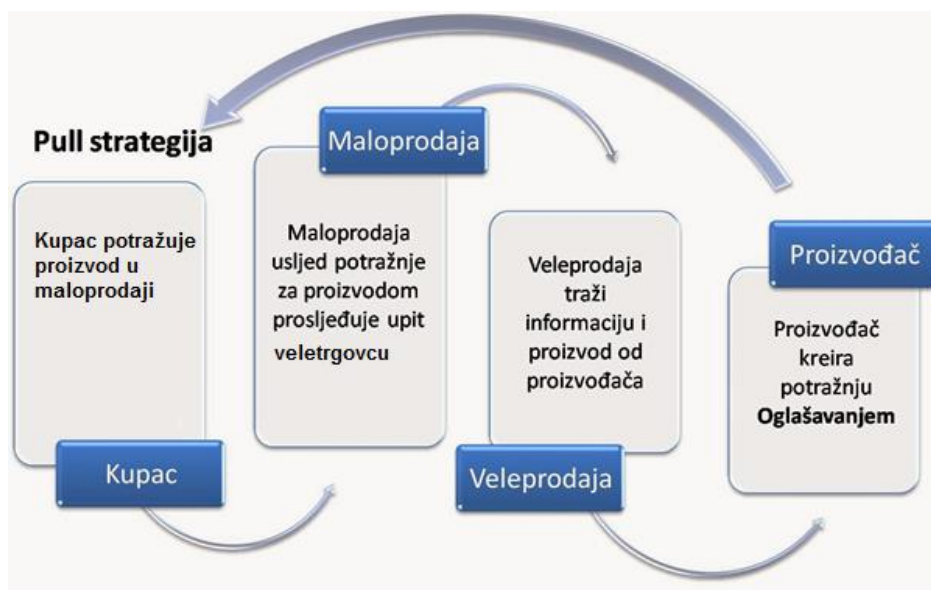 Pull strategija
Kupac potražuje
proizvod u
maloprodaji
Kupac
Maloprodaja
Maloprodaja
usljed potražnje
za proizvodom
prosljeđuje upit
veletrgovcu
Veleprodaja
traži
informaciju i
proizvod od
proizvođača
Veleprodaja
Proizvođač
Proizvođač
kreira
potražnju
Oglašavanjem